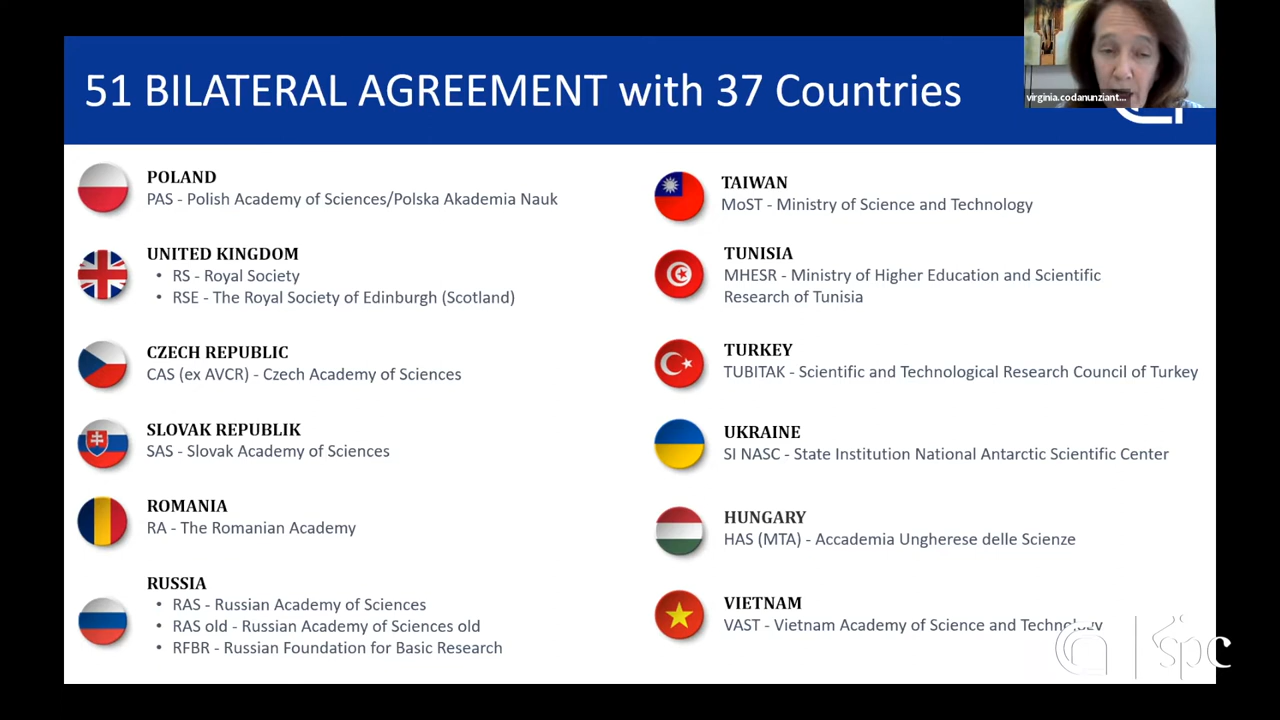 51 BILATERAL AGREEMENT with 37 Countries
virginia.codanunziant...
POLAND
PAS - Polish Academy of Sciences/Polska Akademia Nauk
UNITED KINGDOM
• RS - Royal Society
• RSE - The Royal Society of Edinburgh (Scotland)
CZECH REPUBLIC
CAS (ex AVCR) - Czech Academy of Sciences
SLOVAK REPUBLIK
SAS - Slovak Academy of Sciences
ROMANIA
RA - The Romanian Academy
RUSSIA
• RAS - Russian Academy of Sciences
• RAS old - Russian Academy of Sciences old
• RFBR - Russian Foundation for Basic Research
TAIWAN
MoST - Ministry of Science and Technology
TUNISIA
MHESR - Ministry of Higher Education and Scientific
Research of Tunisia
TURKEY
TUBITAK - Scientific and Technological Research Council of Turkey
UKRAINE
SI NASC - State Institution National Antarctic Scientific Center
HUNGARY
HAS (MTA) - Accademia Ungherese delle Scienze
VIETNAM
VAST - Vietnam Academy of Science and Technology
spc